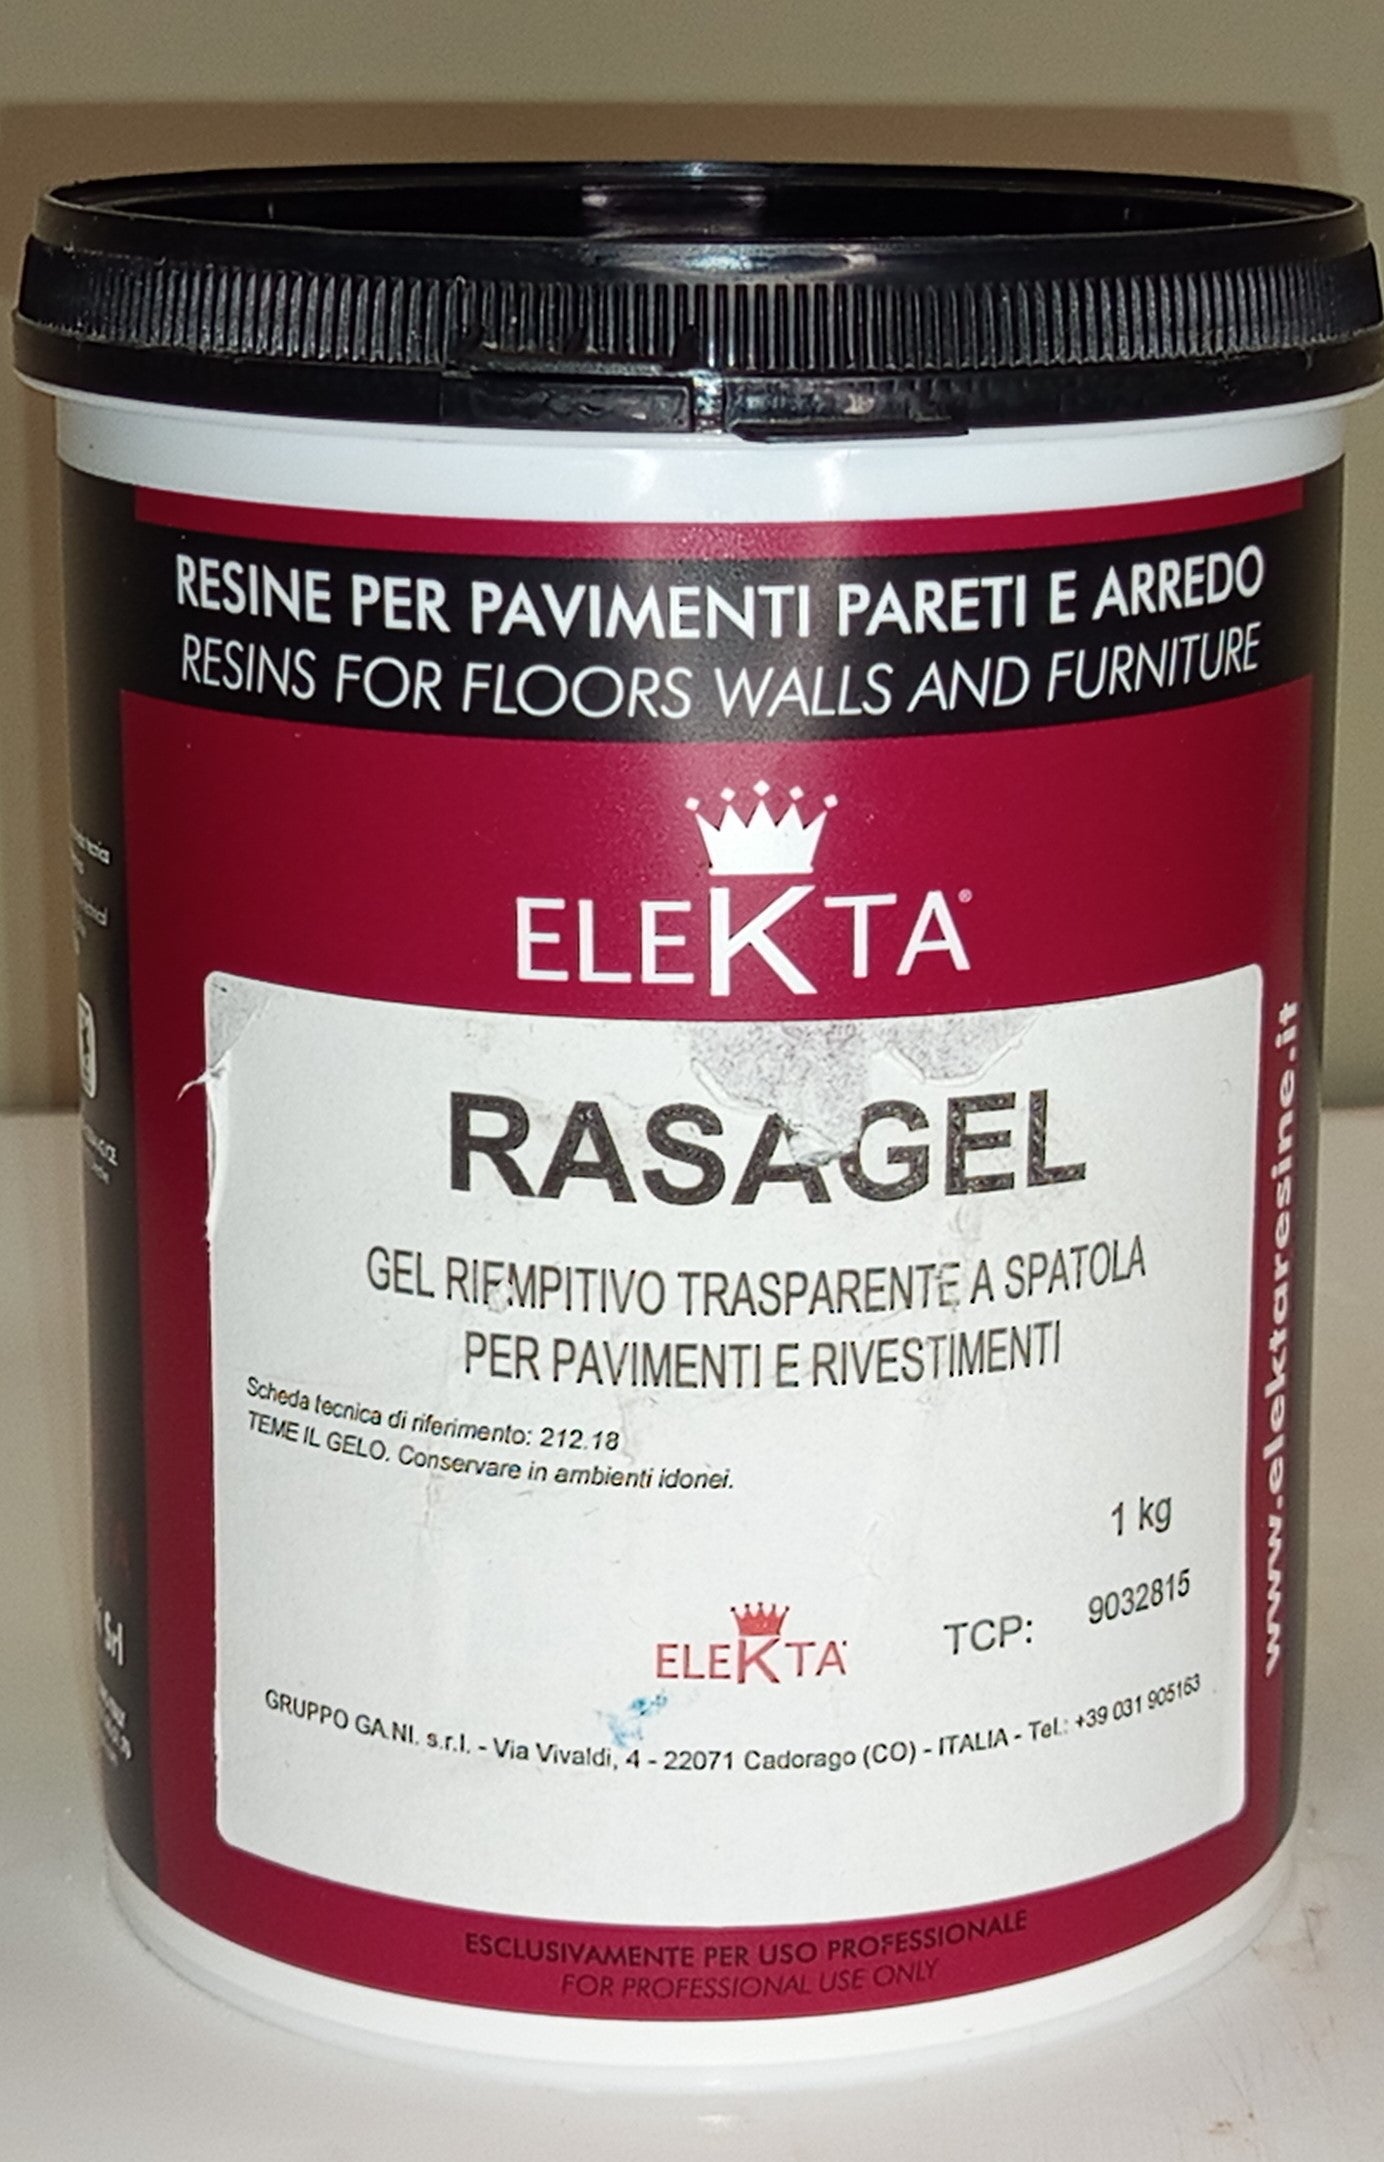 RESINE PER PAVIMENTI PARETI E ARREDO
RESINS FOR FLOORS WALLS AND FURNITURE
ELEKTA®
RASAGEL
GEL RIEMPITIVO TRASPARENTE A SPATOLA
PER PAVIMENTI E RIVESTIMENTI
Scheda tecnica di riferimento: 212.18
TEME IL GELO. Conservare in ambienti idonei.
1 kg
TCP: 9032815
ELEKTA
GRUPPO GA.NI. s.r.l. - Via Vivaldi, 4 - 22071 Cadorago (CO) - ITALIA - Tel.: +39 031 905163
www.elektaresine.it
ESCLUSIVAMENTE PER USO PROFESSIONALE
FOR PROFESSIONAL USE ONLY
Srl